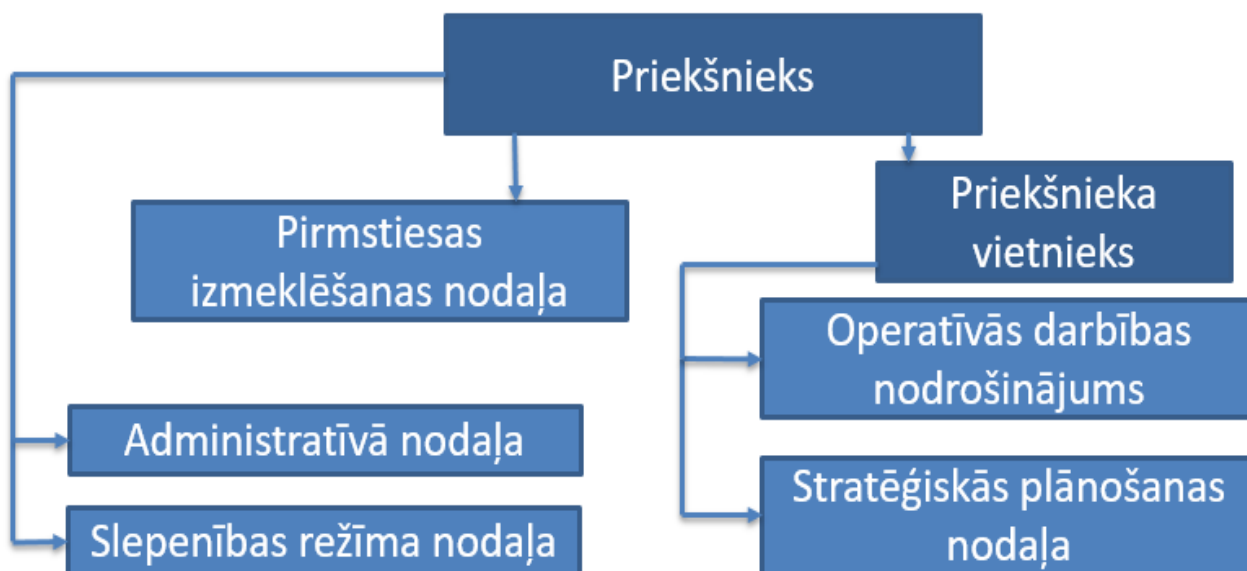 Priekšnieks
Priekšnieka
vietnieks
Pirmstiesas
izmeklēšanas nodaļa
Operatīvās darbības
nodrošinājums
Administratīvā nodaļa
Stratēģiskās plānošanas
nodaļa
Slepenības režīma nodaļa